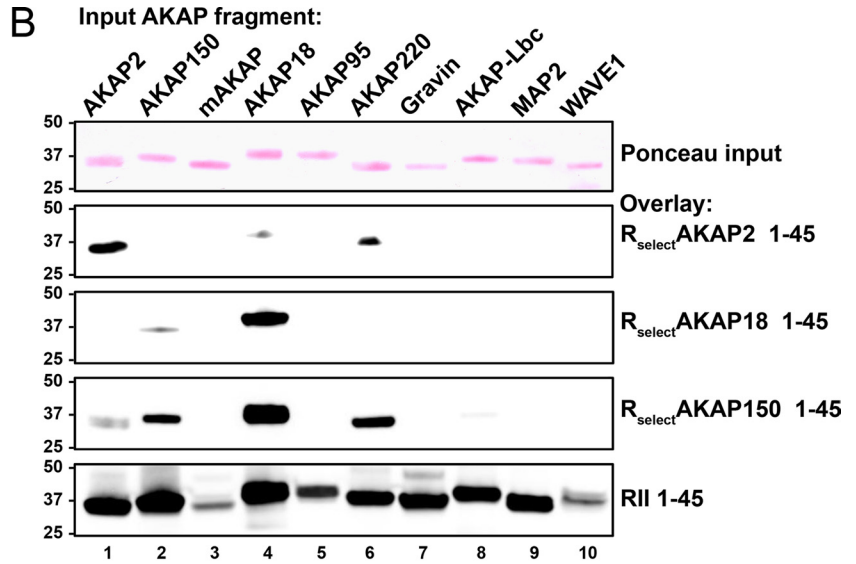 B
Input AKAP fragment:
AKAP2 AKAP150 mAKAP AKAP18 AKAP95 AKAP220 Gravin AKAP-Lbc MAP2 WAVE1
50
37
25
Ponceau input
Overlay:
50
37
25
RselectAKAP2 1-45
50
37
25
RselectAKAP18 1-45
50
37
25
RselectAKAP150 1-45
50
37
25
RII 1-45
1 2 3 4 5 6 7 8 9 10